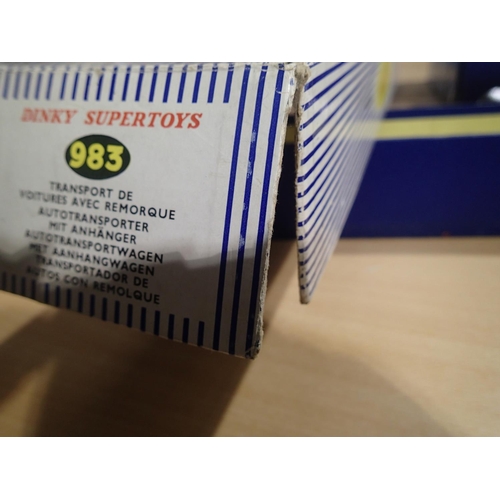 DINKY SUPERTOYS
983
TRANSPORT DE
VOITURES AVEC REMORQUE
AUTOTRANSPORTER
MIT ANHÄNGER
AUTOTRANSPORTWAGEN
MET AANHANGWAGEN
TRANSPORTADOR DE
AUTOS CON REMOLQUE